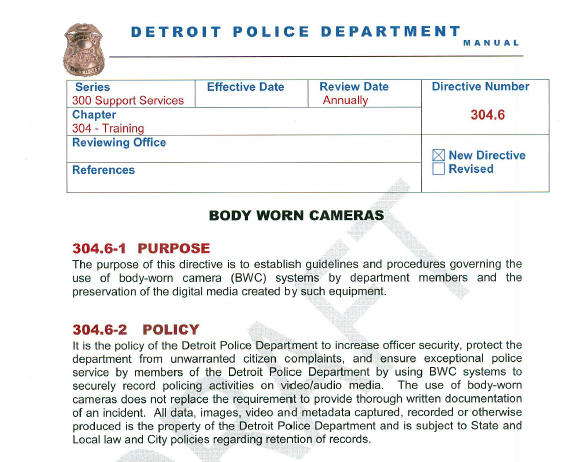 DETROIT POLICE DEPARTMENT
MANUAL
Series
300 Support Services
Effective Date
Review Date
Annually
Directive Number
304.6
Chapter
304 - Training
Reviewing Office
New Directive
Revised
References
BODY WORN CAMERAS
304.6-1 PURPOSE
The purpose of this directive is to establish guidelines and procedures governing the
use of body-worn camera (BWC) systems by department members and the
preservation of the digital media created by such equipment.
304.6-2 POLICY
It is the policy of the Detroit Police Department to increase officer security, protect the
department from unwarranted citizen complaints, and ensure exceptional police
service by members of the Detroit Police Department by using BWC systems to
securely record policing activities on video/audio media. The use of body-worn
cameras does not replace the requirement to provide thorough written documentation
of an incident. All data, images, video and metadata captured, recorded or otherwise
produced is the property of the Detroit Police Department and is subject to State and
Local law and City policies regarding retention of records.
DRAFT